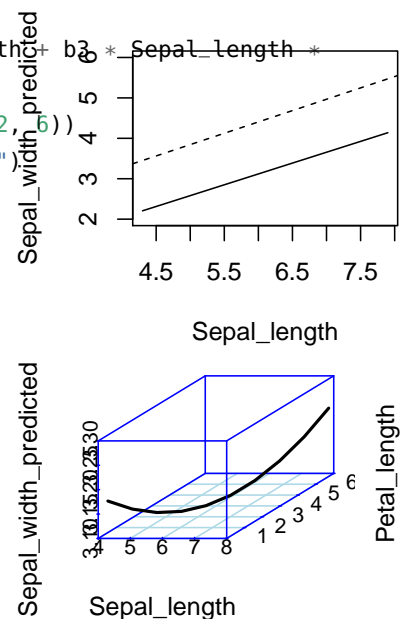 th + b3 * Sepal_length *
2, 6))
")
Sepal_width_predicted
6
5
4
3
2
4.5 5.5 6.5 7.5
Sepal_length
Sepal_width_predicted
4 5 6 7 8
1 2 3 4 5 6
Petal_length
Sepal_length